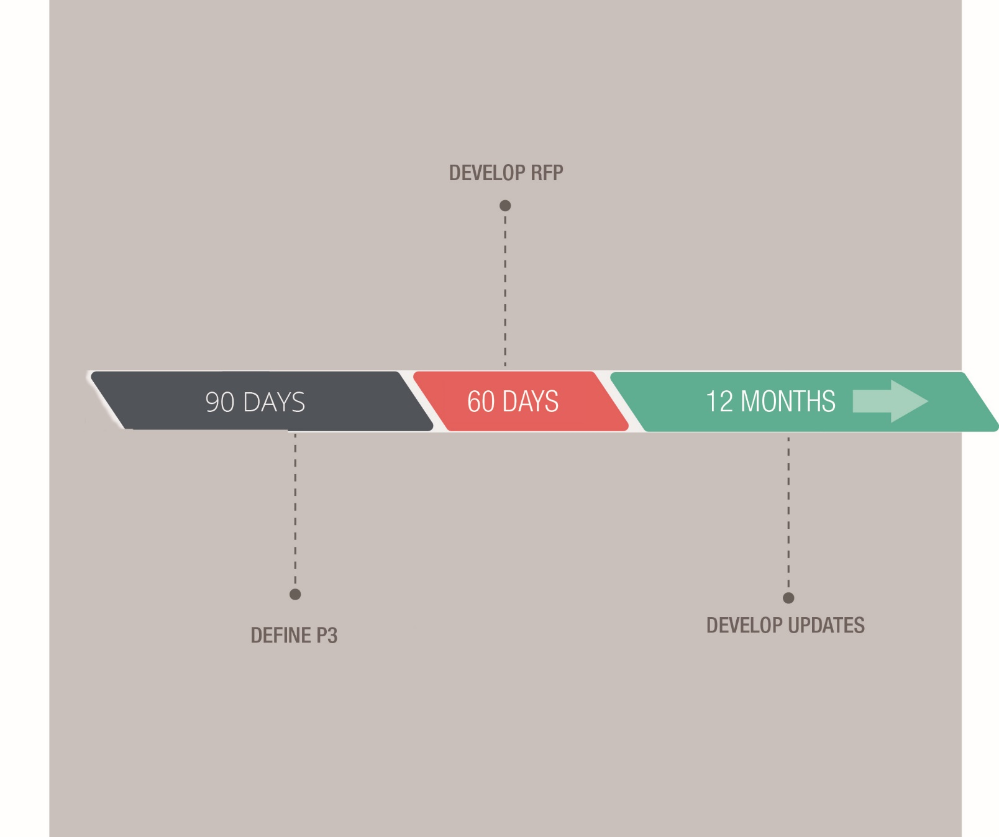 DEVELOP RFP
90 DAYS
60 DAYS
12 MONTHS
DEFINE P3
DEVELOP UPDATES